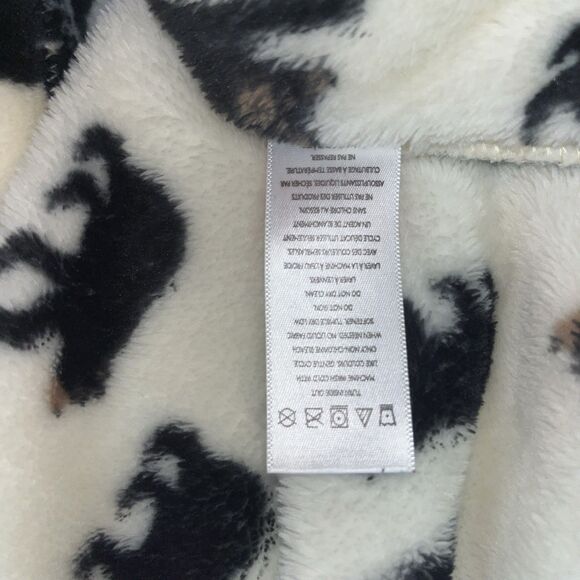 TURN INSIDE OUT.
MACHINE WASH COLD WITH
LIKE COLOURS, GENTLE CYCLE
ONLY NON-CHLORINE BLEACH
WHEN NEEDED. NO LIQUID FABRIC
SOFTENER. TUMBLE DRY LOW.
DO NOT IRON.
DO NOT DRY CLEAN.
LAVER À L'ENVERS.
LAVER À LA MACHINE À L'EAU FROIDE
AVEC DES COULEURS SEMBLABLES.
CYCLE DÉLICAT UTILISER SEULEMENT
UN AGENT DE BLANCHIMENT
SANS CHLORE AU BESOIN.
NE PAS UTILISER DES PRODUITS
ASSOUPLISSANTS LIQUIDES SÉCHER PAR
CULBUTAGE À BASSE TEMPÉRATURE.
NE PAS REPASSER.